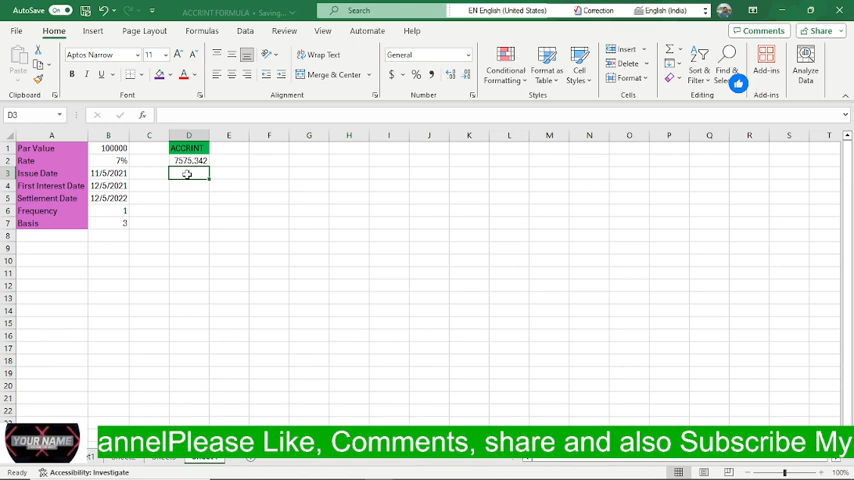 AutoSave On ACCRINT FORMULA • Saving... Search EN English (United States) Correction English (India)
File Home Insert Page Layout Formulas Data Review View Automate Help Comments Share
Paste Aptos Narrow 11 Wrap Text General Insert Σ
B I U A Merge & Center $ % Delete Format
Conditional Formatting Format as Table Cell Styles Sort & Filter Find & Add-ins Analyze Data
Clipboard Font Alignment Number Styles Cells Editing Add-ins
D3 fx
A B C D E F G H I J K L M N O P Q R S T
1 Par Value 100000 ACCRINT
2 Rate 7% 7575.342
3 Issue Date 11/5/2021
4 First Interest Date 12/5/2021
5 Settlement Date 12/5/2022
6 Frequency 1
7 Basis 3
8
9
10
11
12
13
14
15
16
17
18
19
20
21
22
YOUR NAME
annelPlease Like, Comments, share and also Subscribe My
Ready Accessibility: Investigate 100%